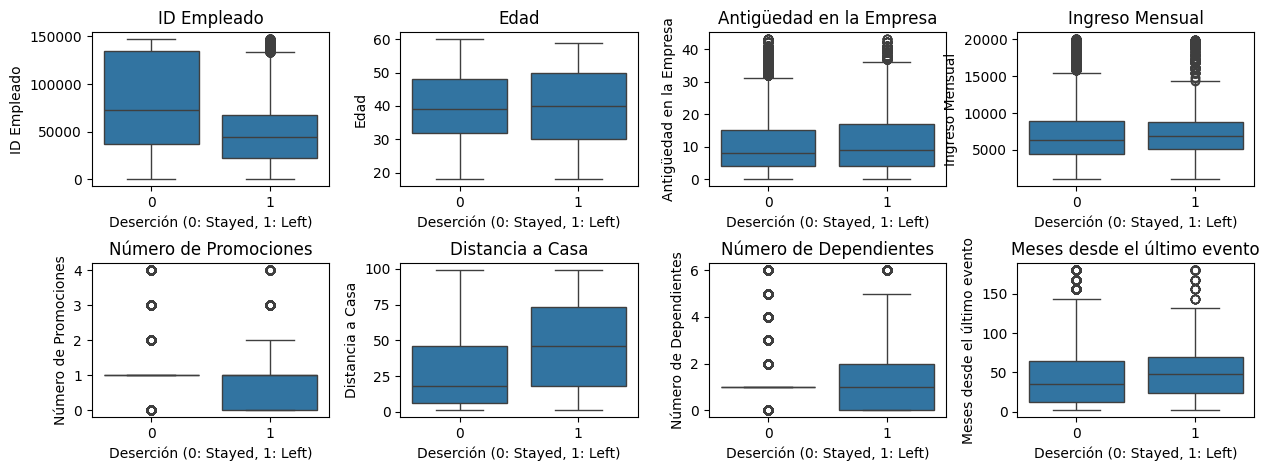 ID Empleado
150000
100000
50000
0
ID Empleado
0
1
Deserción (0: Stayed, 1: Left)
Edad
60
50
40
30
20
Edad
0
1
Deserción (0: Stayed, 1: Left)
Antigüedad en la Empresa
40
30
20
10
0
Antigüedad en la Empresa
0
1
Deserción (0: Stayed, 1: Left)
Ingreso Mensual
20000
15000
10000
5000
Ingreso Mensual
0
1
Deserción (0: Stayed, 1: Left)
Número de Promociones
4
3
2
1
0
Número de Promociones
0
1
Deserción (0: Stayed, 1: Left)
Distancia a Casa
100
75
50
25
0
Distancia a Casa
0
1
Deserción (0: Stayed, 1: Left)
Número de Dependientes
6
4
2
0
Número de Dependientes
0
1
Deserción (0: Stayed, 1: Left)
Meses desde el último evento
150
100
50
0
Meses desde el último evento
0
1
Deserción (0: Stayed, 1: Left)